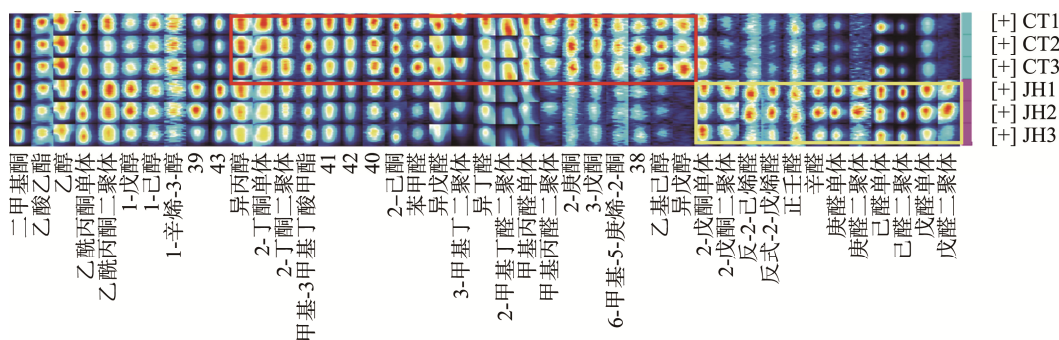 [+] CT1
[+] CT2
[+] CT3
[+] JH1
[+] JH2
[+] JH3
二甲基酮
乙酸乙酯
乙醇
乙酰丙酮单体
乙酰丙酮二聚体
1-戊醇
1-己醇
1-辛烯-3-醇
39
43
异丙醇
2-丁酮单体
2-丁酮二聚体
甲基-3甲基丁酸甲酯
41
42
40
2-己酮
苯甲醛
异戊醛
3-甲基丁二聚体
异丁醛
2-甲基丁醛二聚体
甲基丙醛单体
甲基丙醛二聚体
2-庚酮
3-戊酮
6-甲基-5-庚烯-2-酮
38
乙基己醇
异戊醇
2-戊酮单体
2-戊酮二聚体
反-2-己烯醛
反式-2-戊烯醛
正壬醛
辛醛
庚醛单体
庚醛二聚体
己醛单体
己醛二聚体
戊醛单体
戊醛二聚体